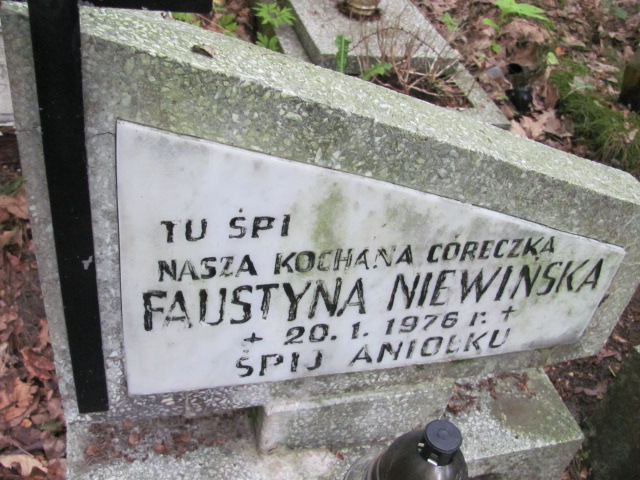 TU ŚPI
NASZA KOCHANA CÓRECZKA
FAUSTYNA NIEWIŃSKA
+ 20.1.1976 r. +
ŚPIJ ANIOŁKU